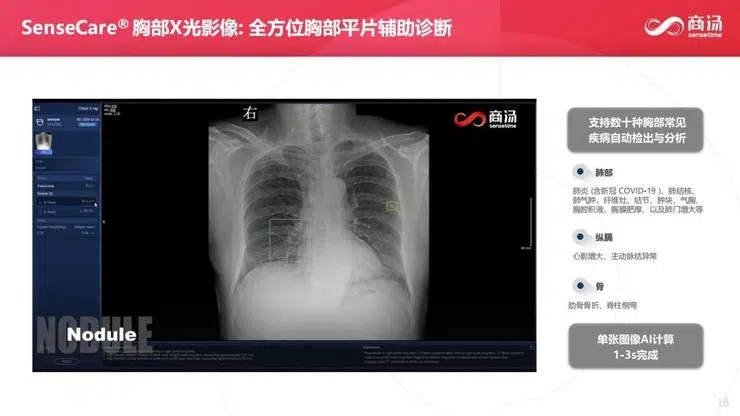 SenseCare® 胸部X光影像: 全方位胸部平片辅助诊断
商汤
sensetime
右
商汤
sensetime
Nodule
NODULE
支持数十种胸部常见
疾病自动检出与分析
肺部
肺炎 (含新冠 COVID-19 )、肺结核、
肺气肿、纤维灶、结节、肿块、气胸、
胸腔积液、胸膜肥厚、以及肺门增大等
纵膈
心影增大、主动脉结异常
骨
肋骨骨折、脊柱侧弯
单张图像AI计算
1-3s完成
18